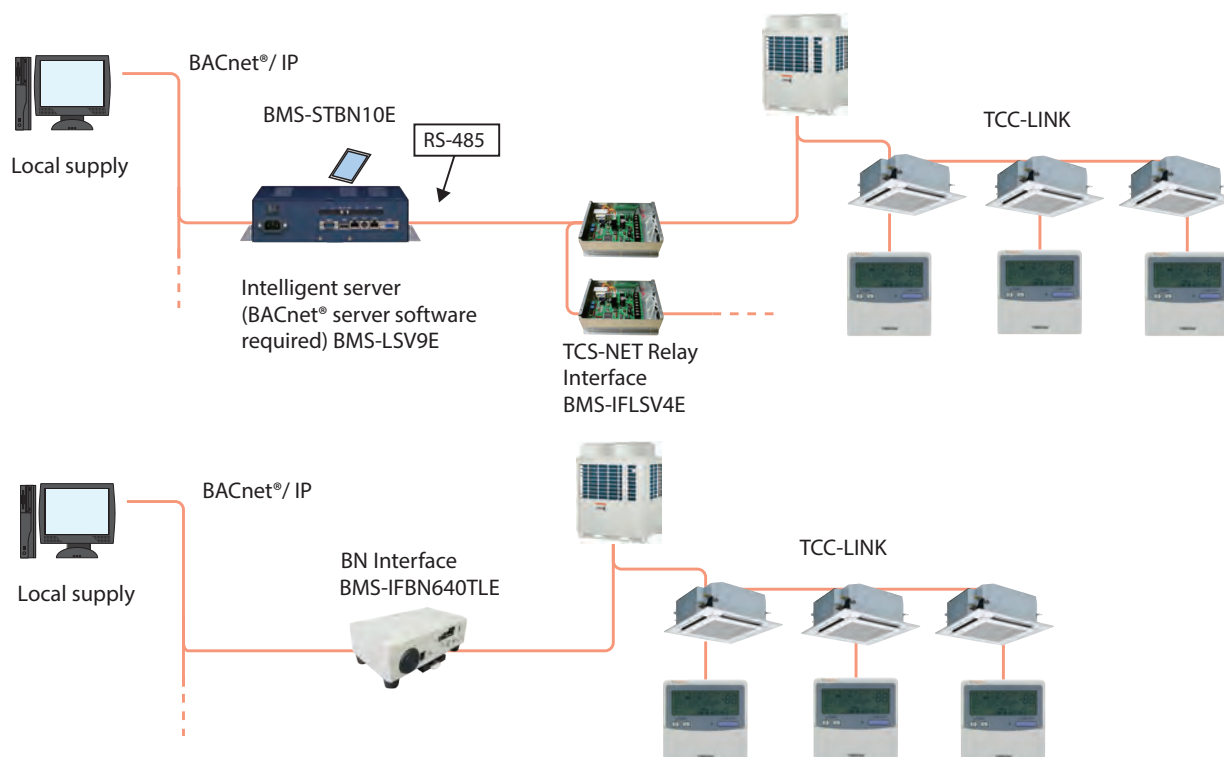 BACnet®/ IP
BMS-STBN10E
RS-485
TCC-LINK
Local supply
Intelligent server
(BACnet® server software
required) BMS-LSV9E
TCS-NET Relay
Interface
BMS-IFLSV4E
BACnet®/ IP
BN Interface
BMS-IFBN640TLE
TCC-LINK
Local supply